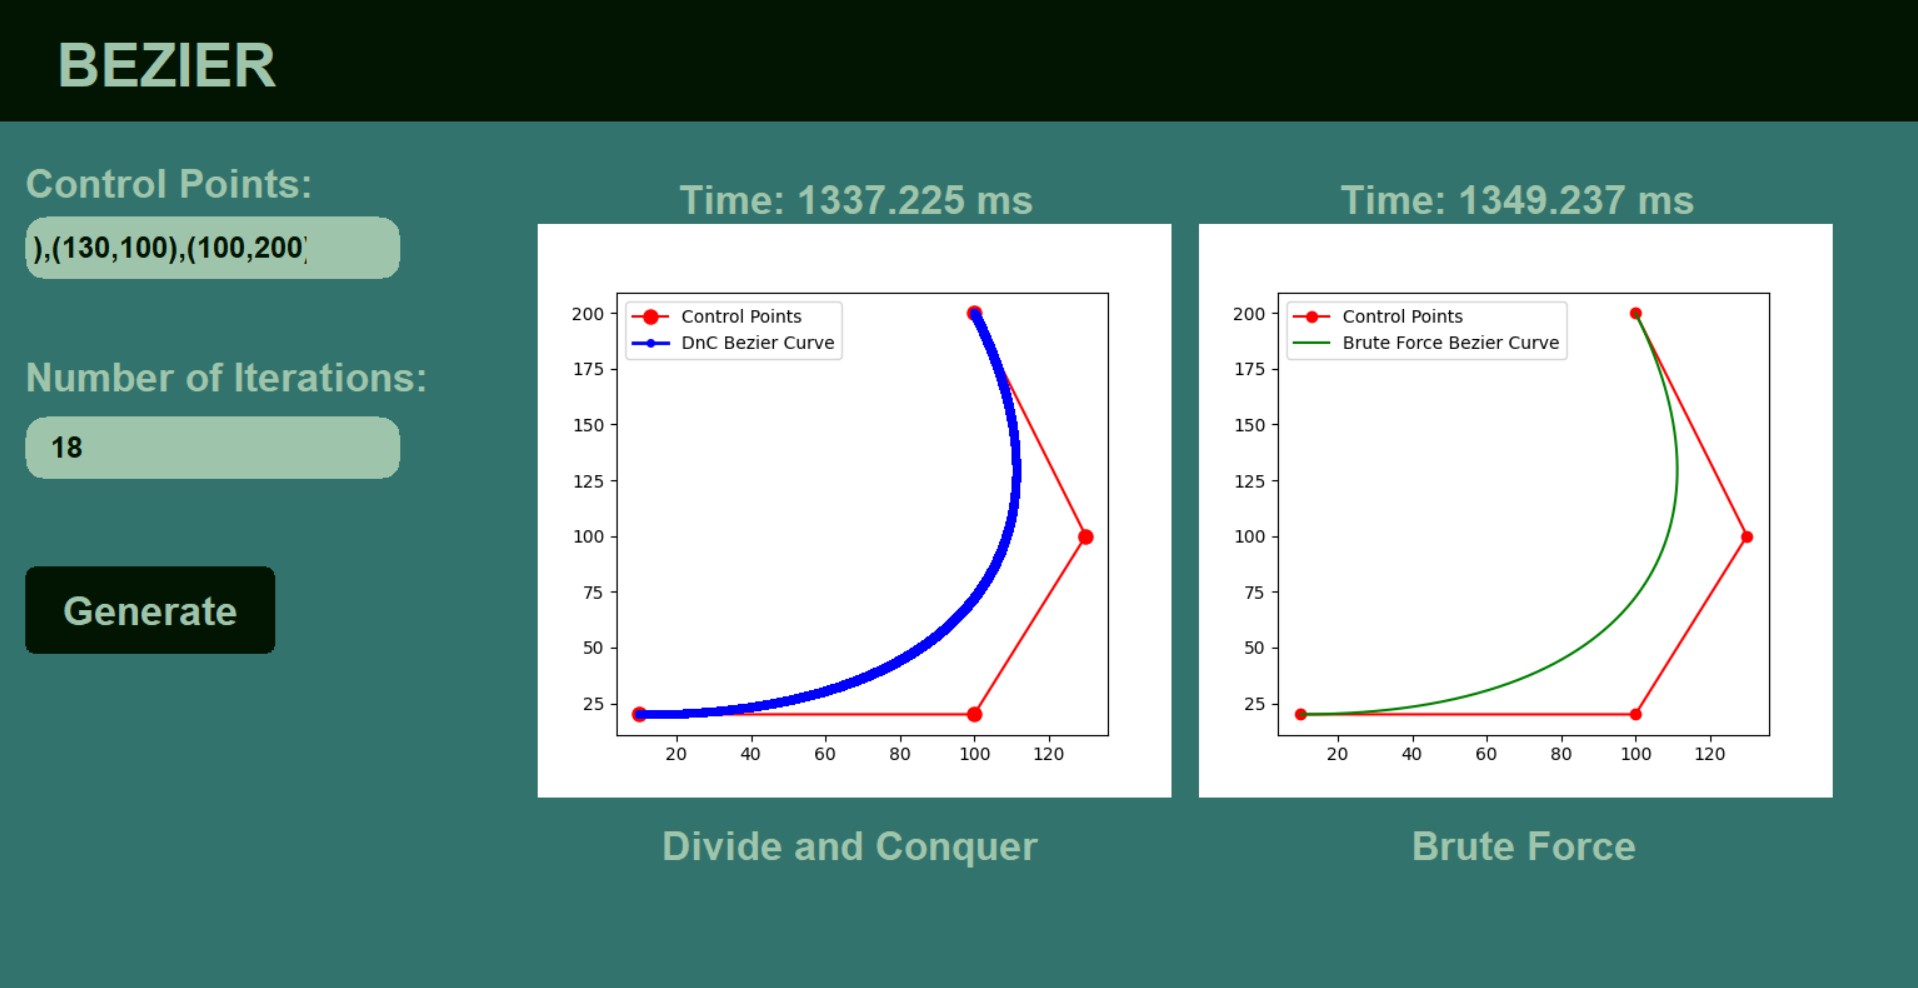 BEZIER
Control Points:
),(130,100),(100,200)
Number of Iterations:
18
Generate
Time: 1337.225 ms
Control Points
DnC Bezier Curve
200
175
150
125
100
75
50
25
20 40 60 80 100 120
Divide and Conquer
Time: 1349.237 ms
Control Points
Brute Force Bezier Curve
200
175
150
125
100
75
50
25
20 40 60 80 100 120
Brute Force